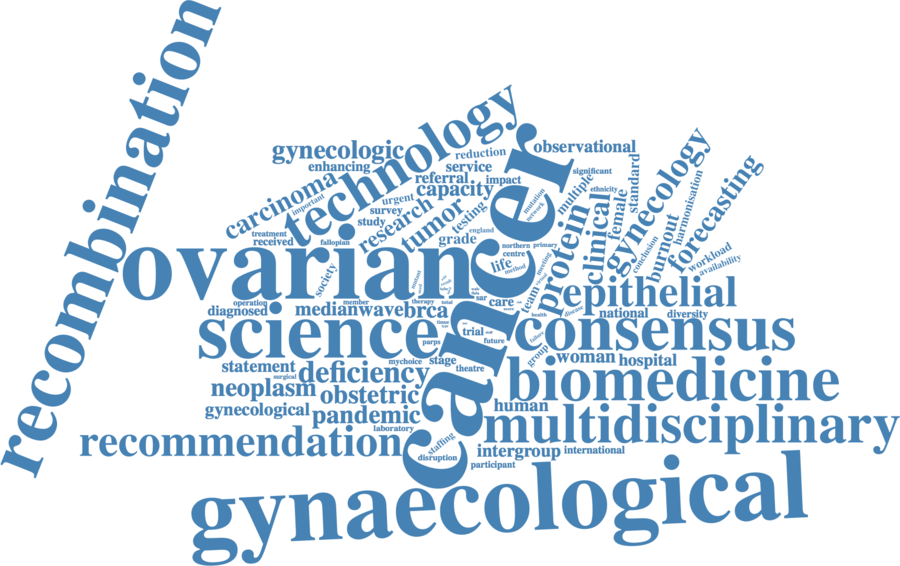 recombination
technology
cancer
gynecologic
enhancing
reduction
service
observational
carcinoma
important
referral
impact
significant
capacity
urgent
survey
study
research
tumor
testing
mutation
network
multiple
ethnicity
female
standard
gynecology
harmonisation
forecasting
treatment
received
fallopian
grade
england
northern
primary
centre
life
method
meeting
virtual
protein
clinical
conclusion
burnout
workload
availability
ovarian
society
operation
diagnosed
member
medianwave
therapy
total
brca
sar
care
team
disease
health
epithelial
national
diversity
science
parps
trial
future
consensus
failure
group
woman
hospital
statement
surgical
deficiency
mychoice
stage
theatre
biomedicine
neoplasm
obstetric
gynecological
pandemic
laboratory
human
multidisciplinary
recommendation
staffing
disruption
intergroup
international
participant
gynaecological